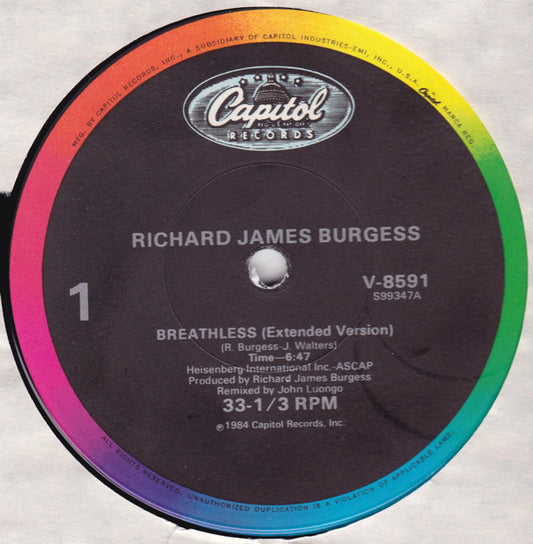 MFG. BY CAPITOL RECORDS, INC., A SUBSIDIARY OF CAPITOL INDUSTRIES-EMI, INC., U.S.A. Capitol MARCA REG.
Capitol
RECORDS
RICHARD JAMES BURGESS
1
V-8591
S99347A
BREATHLESS (Extended Version)
(R. Burgess-J. Walters)
Time—6:47
Heisenberg International Inc.-ASCAP
Produced by Richard James Burgess
Remixed by John Luongo
33-1/3 RPM
℗ 1984 Capitol Records, Inc.
ALL RIGHTS RESERVED. UNAUTHORIZED DUPLICATION IS A VIOLATION OF APPLICABLE LAWS.